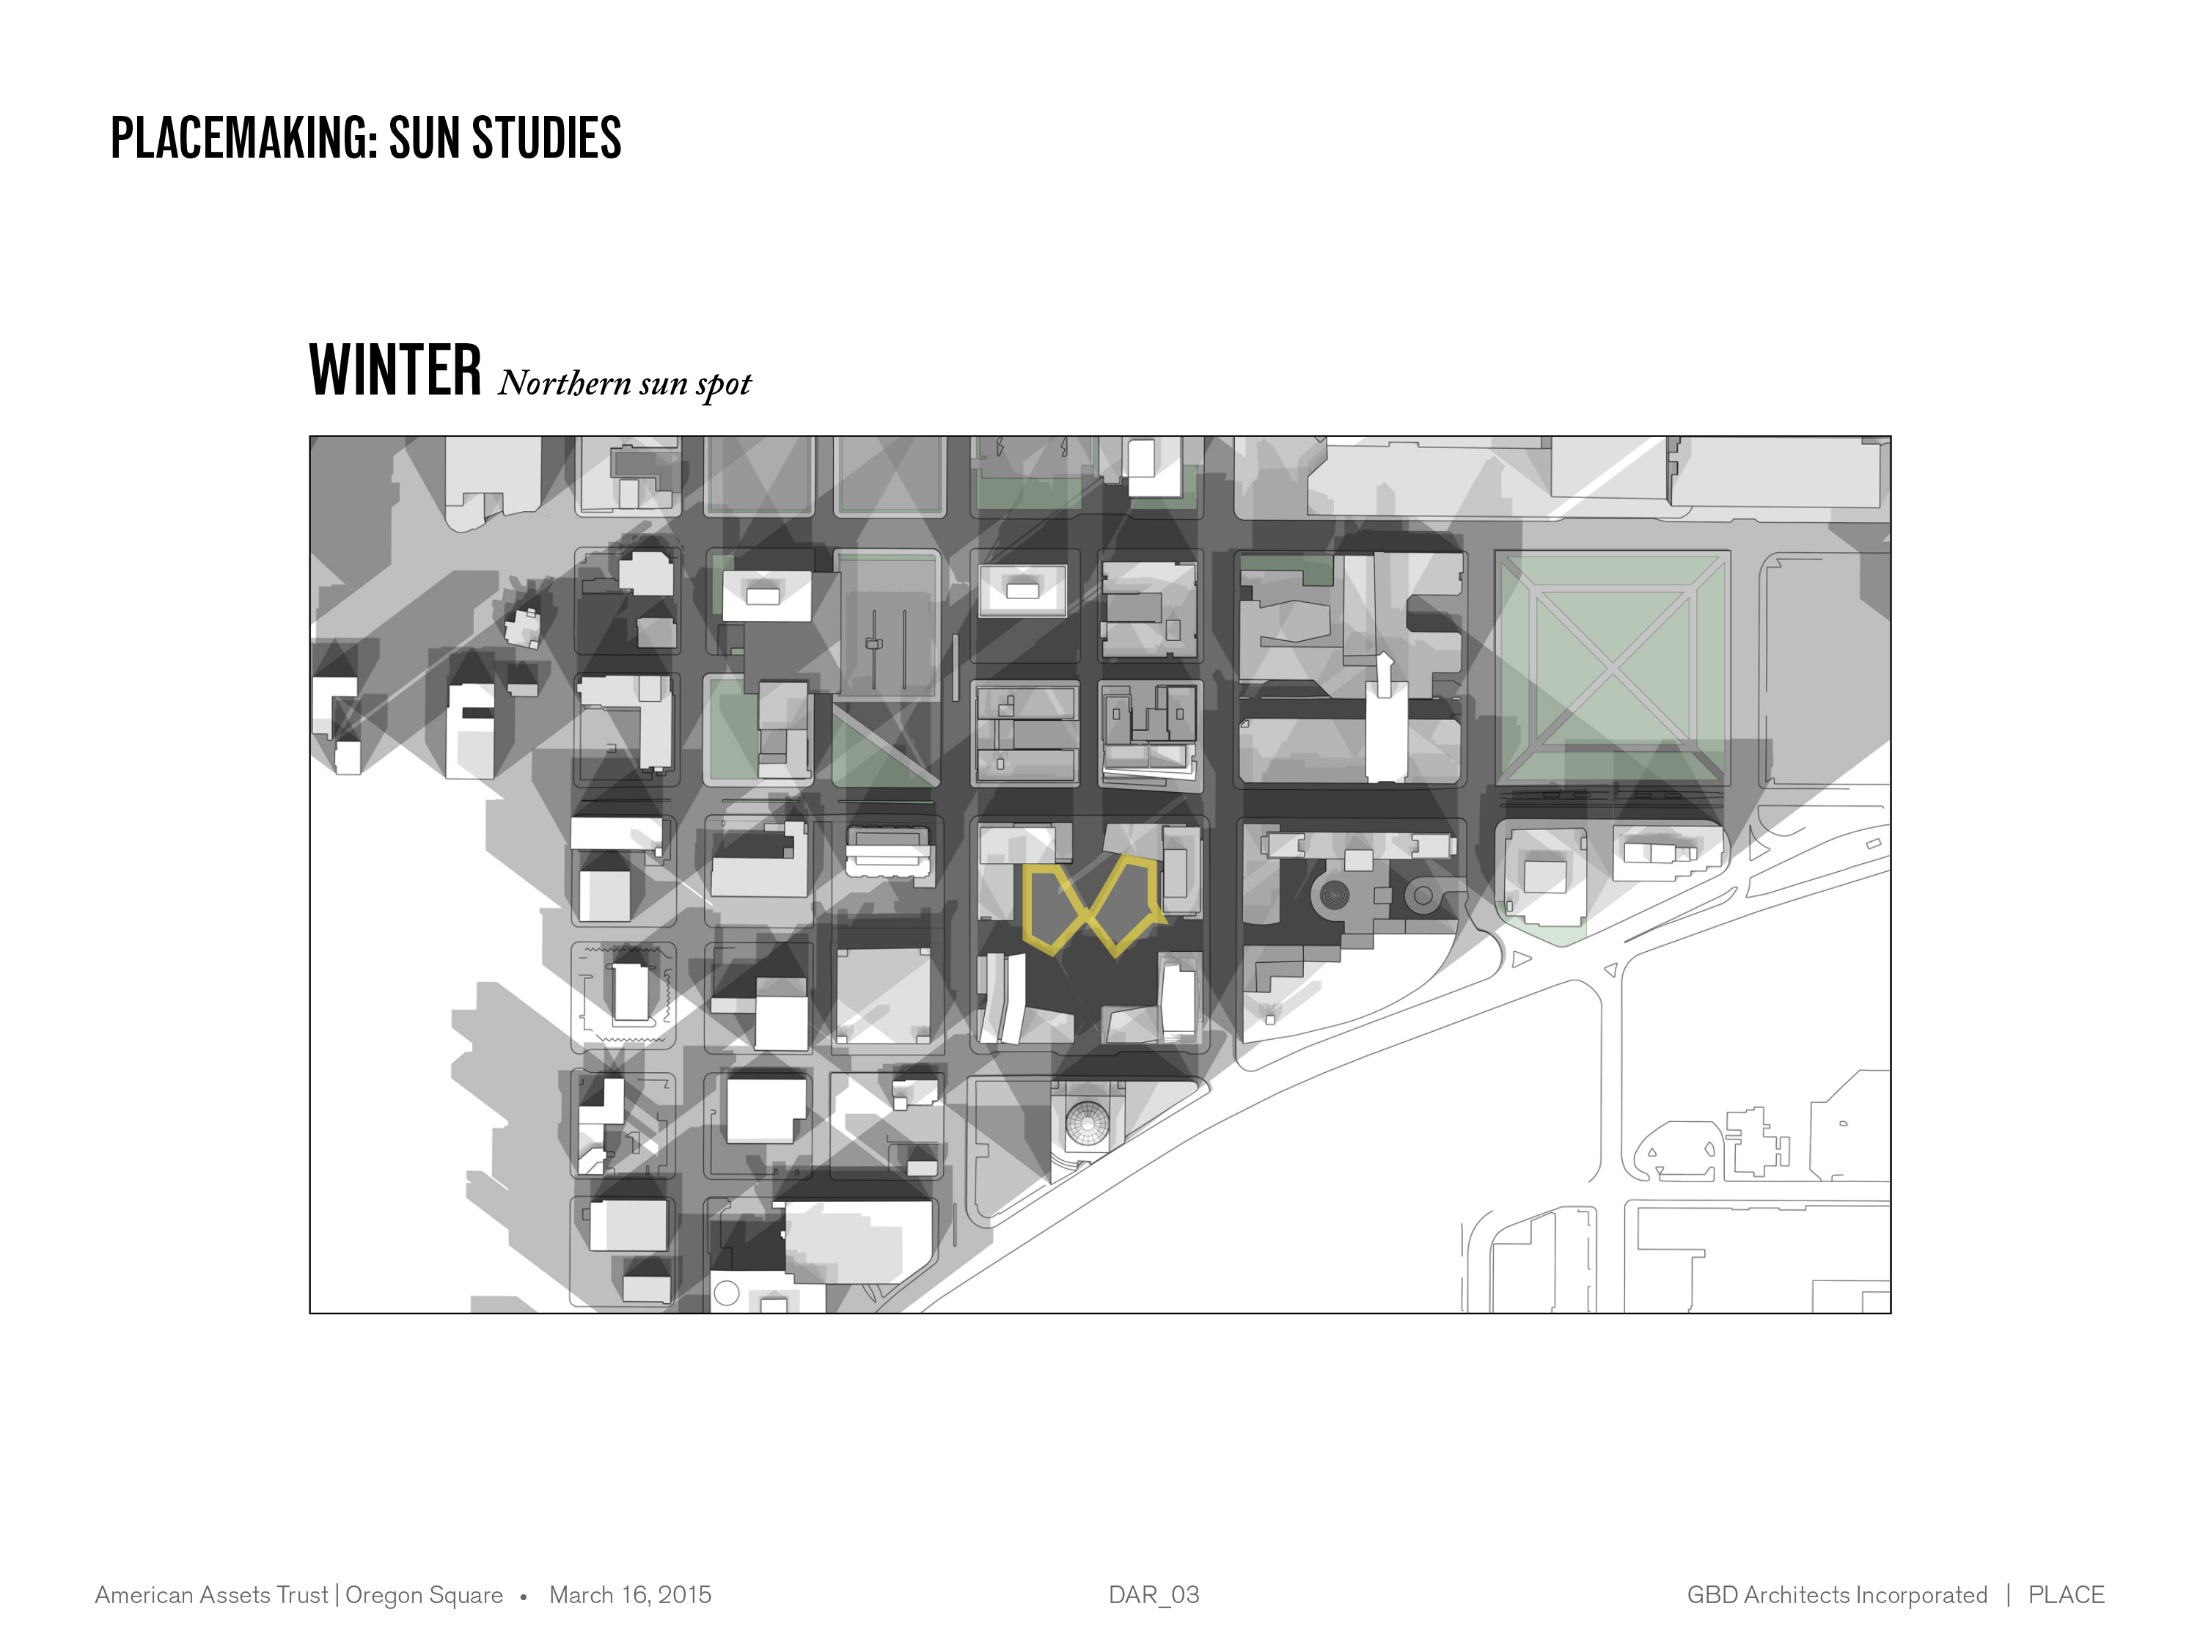 PLACEMAKING: SUN STUDIES
WINTER Northern sun spot
American Assets Trust | Oregon Square • March 16, 2015
DAR_03
GBD Architects Incorporated | PLACE